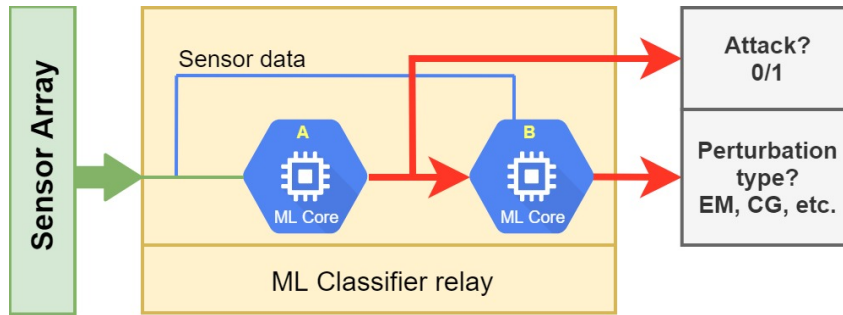 Sensor Array
Sensor data
A
ML Core
B
ML Core
ML Classifier relay
Attack?
0/1
Perturbation
type?
EM, CG, etc.